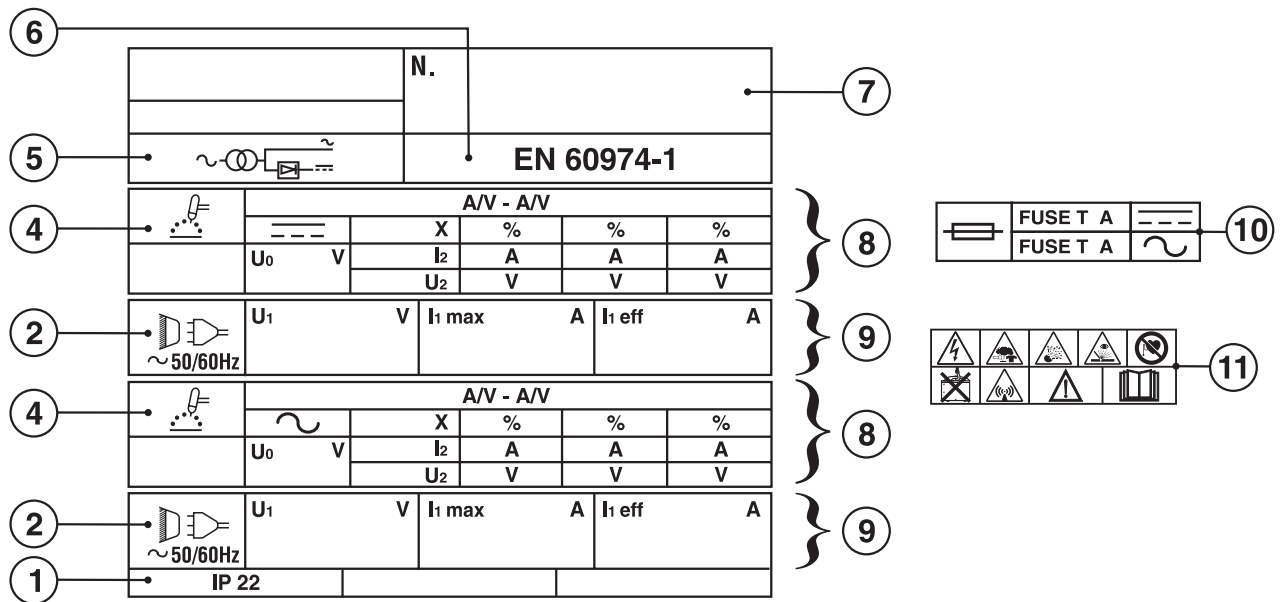 6
N.
7
5
EN 60974-1
4
A/V - A/V
X % % %
U0 V I2 A A A
U2 V V V
8
FUSE T A
FUSE T A
10
2
~ 50/60Hz
U1 V I1 max A I1 eff A
9
11
4
A/V - A/V
X % % %
U0 V I2 A A A
U2 V V V
8
2
~ 50/60Hz
U1 V I1 max A I1 eff A
9
1
IP 22